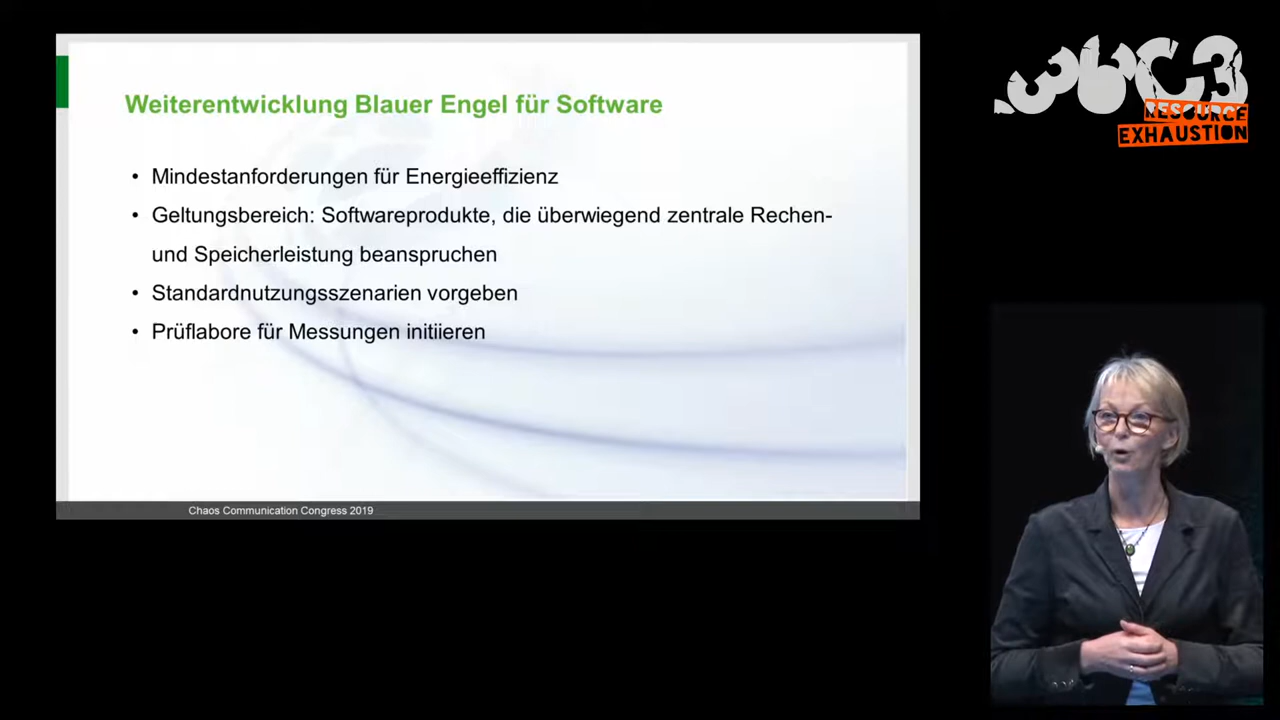 Weiterentwicklung Blauer Engel für Software
• Mindestanforderungen für Energieeffizienz
• Geltungsbereich: Softwareprodukte, die überwiegend zentrale Rechen-
und Speicherleistung beanspruchen
• Standardnutzungsszenarien vorgeben
• Prüflabore für Messungen initiieren
Chaos Communication Congress 2019
36C3
RESOURCE
EXHAUSTION